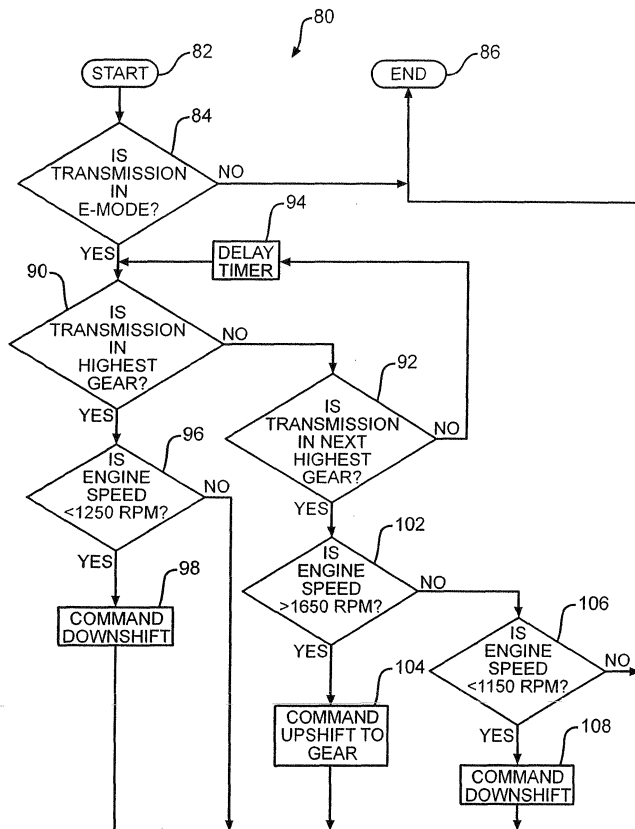 80
82
START
END
86
84
IS
TRANSMISSION
IN
E-MODE?
NO
YES
94
DELAY
TIMER
90
IS
TRANSMISSION
IN
HIGHEST
GEAR?
NO
YES
92
IS
TRANSMISSION
IN NEXT
HIGHEST
GEAR?
NO
YES
96
IS
ENGINE
SPEED
<1250 RPM?
NO
YES
98
COMMAND
DOWNSHIFT
102
IS
ENGINE
SPEED
>1650 RPM?
NO
YES
104
COMMAND
UPSHIFT TO
GEAR
106
IS
ENGINE
SPEED
<1150 RPM?
NO
YES
108
COMMAND
DOWNSHIFT